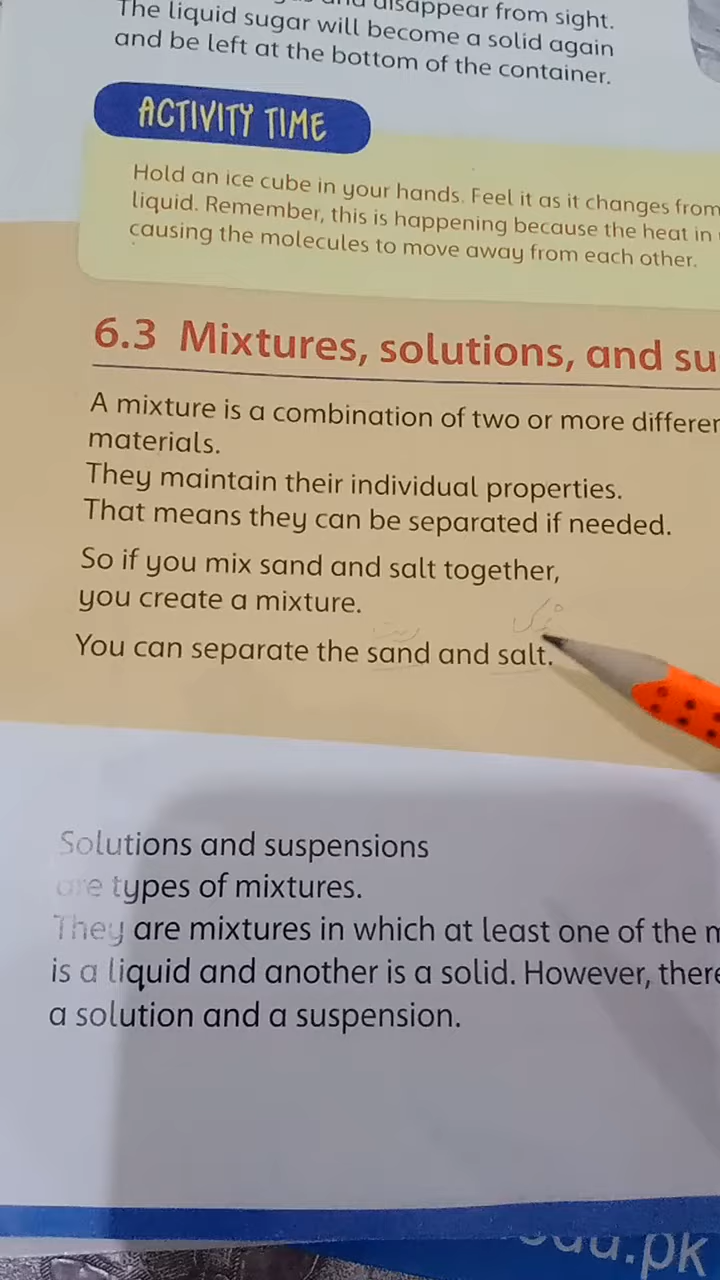 disappear from sight.
The liquid sugar will become a solid again
and be left at the bottom of the container.
ACTIVITY TIME
Hold an ice cube in your hands. Feel it as it changes from
liquid. Remember, this is happening because the heat in
causing the molecules to move away from each other.
6.3 Mixtures, solutions, and su
A mixture is a combination of two or more differen
materials.
They maintain their individual properties.
That means they can be separated if needed.
So if you mix sand and salt together,
you create a mixture.
You can separate the sand and salt.
Solutions and suspensions
are types of mixtures.
They are mixtures in which at least one of the m
is a liquid and another is a solid. However, there
a solution and a suspension.
edu.pk